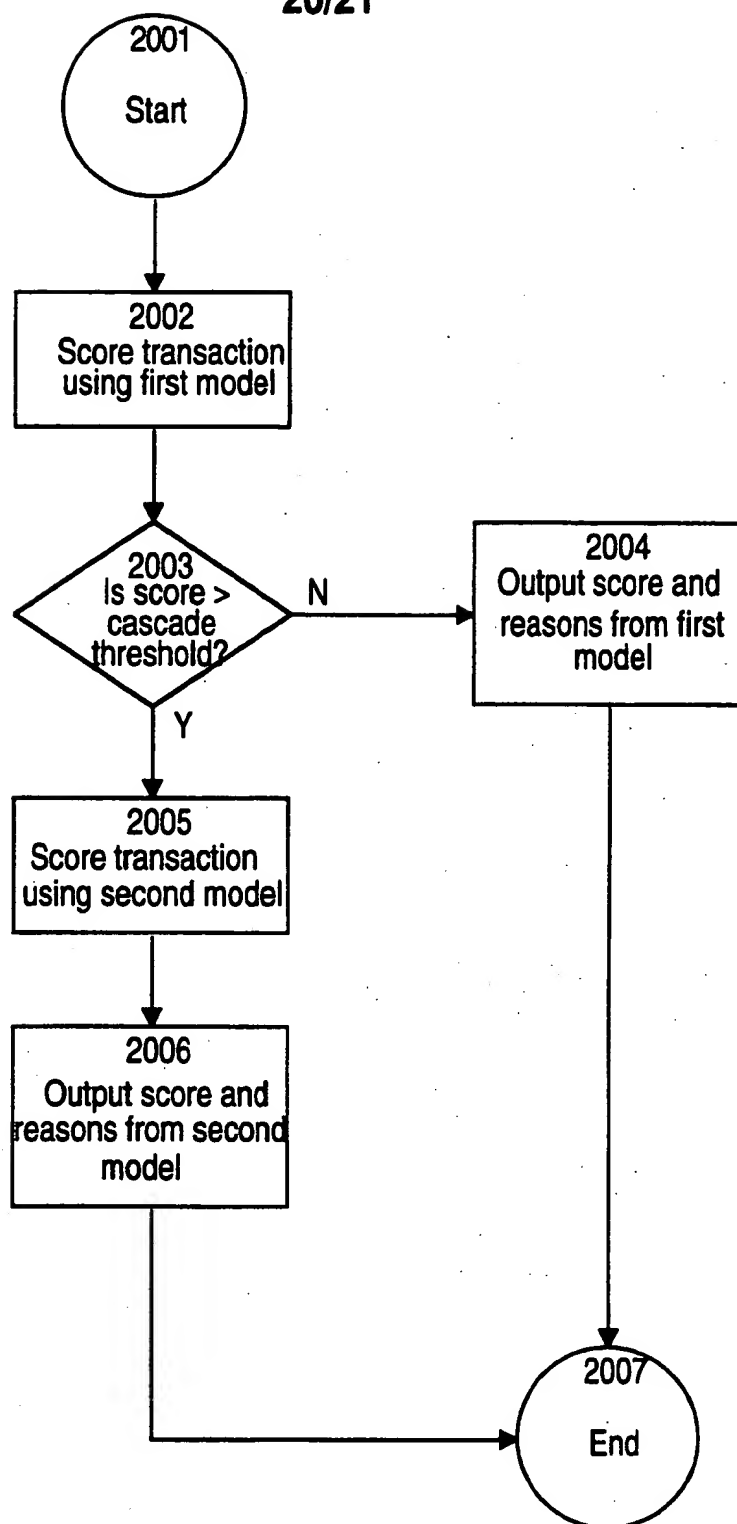 20/21
2001
Start
2002
Score transaction
using first model
2003
Is score >
cascade
threshold?
N
Y
2004
Output score and
reasons from first
model
2005
Score transaction
using second model
2006
Output score and
reasons from second
model
2007
End